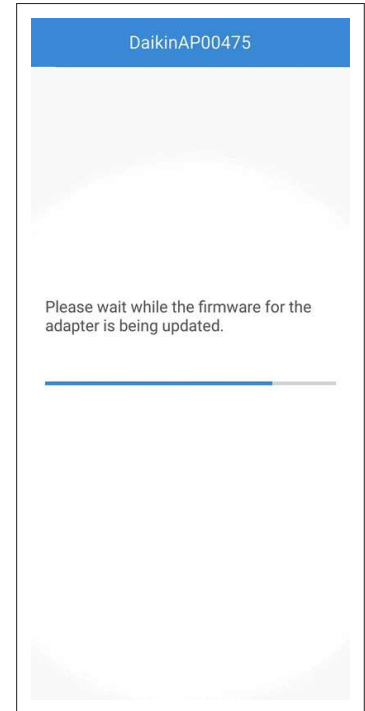 DaikinAP00475
Please wait while the firmware for the
adapter is being updated.